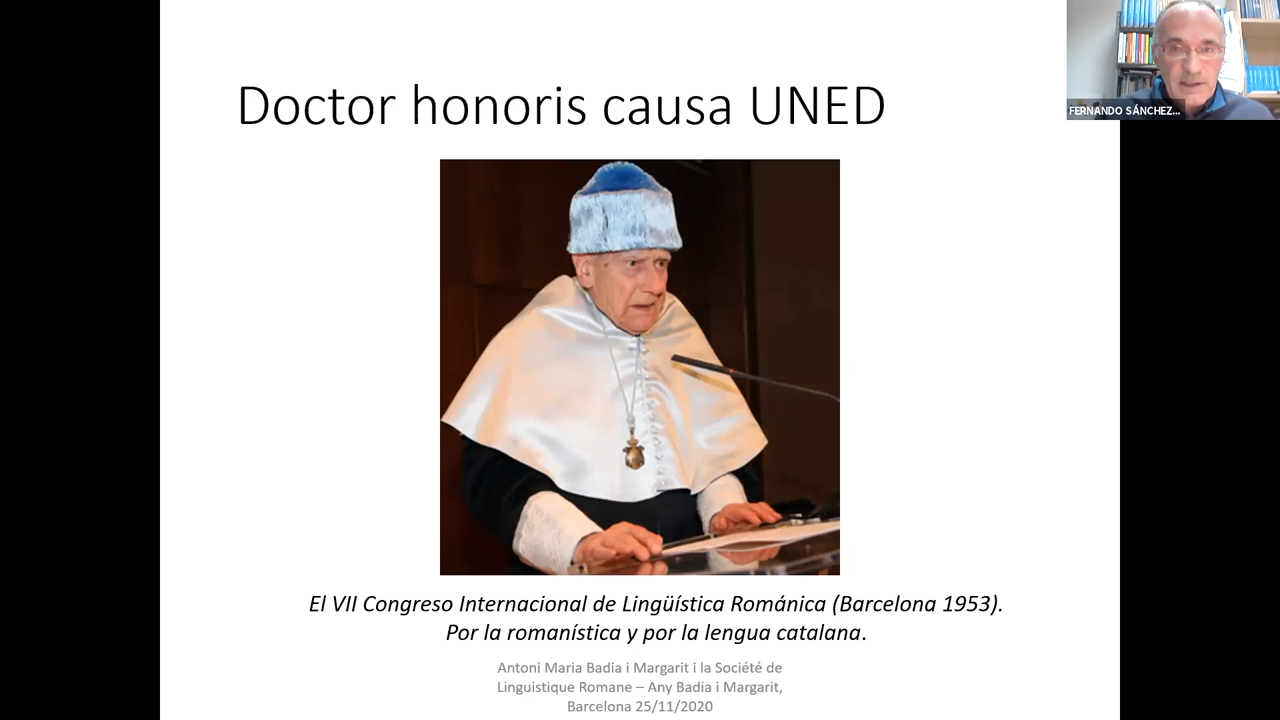 Doctor honoris causa UNED
FERNANDO SÁNCHEZ...
El VII Congreso Internacional de Lingüística Románica (Barcelona 1953).
Por la romanística y por la lengua catalana.
Antoni Maria Badia i Margarit i la Société de
Linguistique Romane – Any Badia i Margarit,
Barcelona 25/11/2020